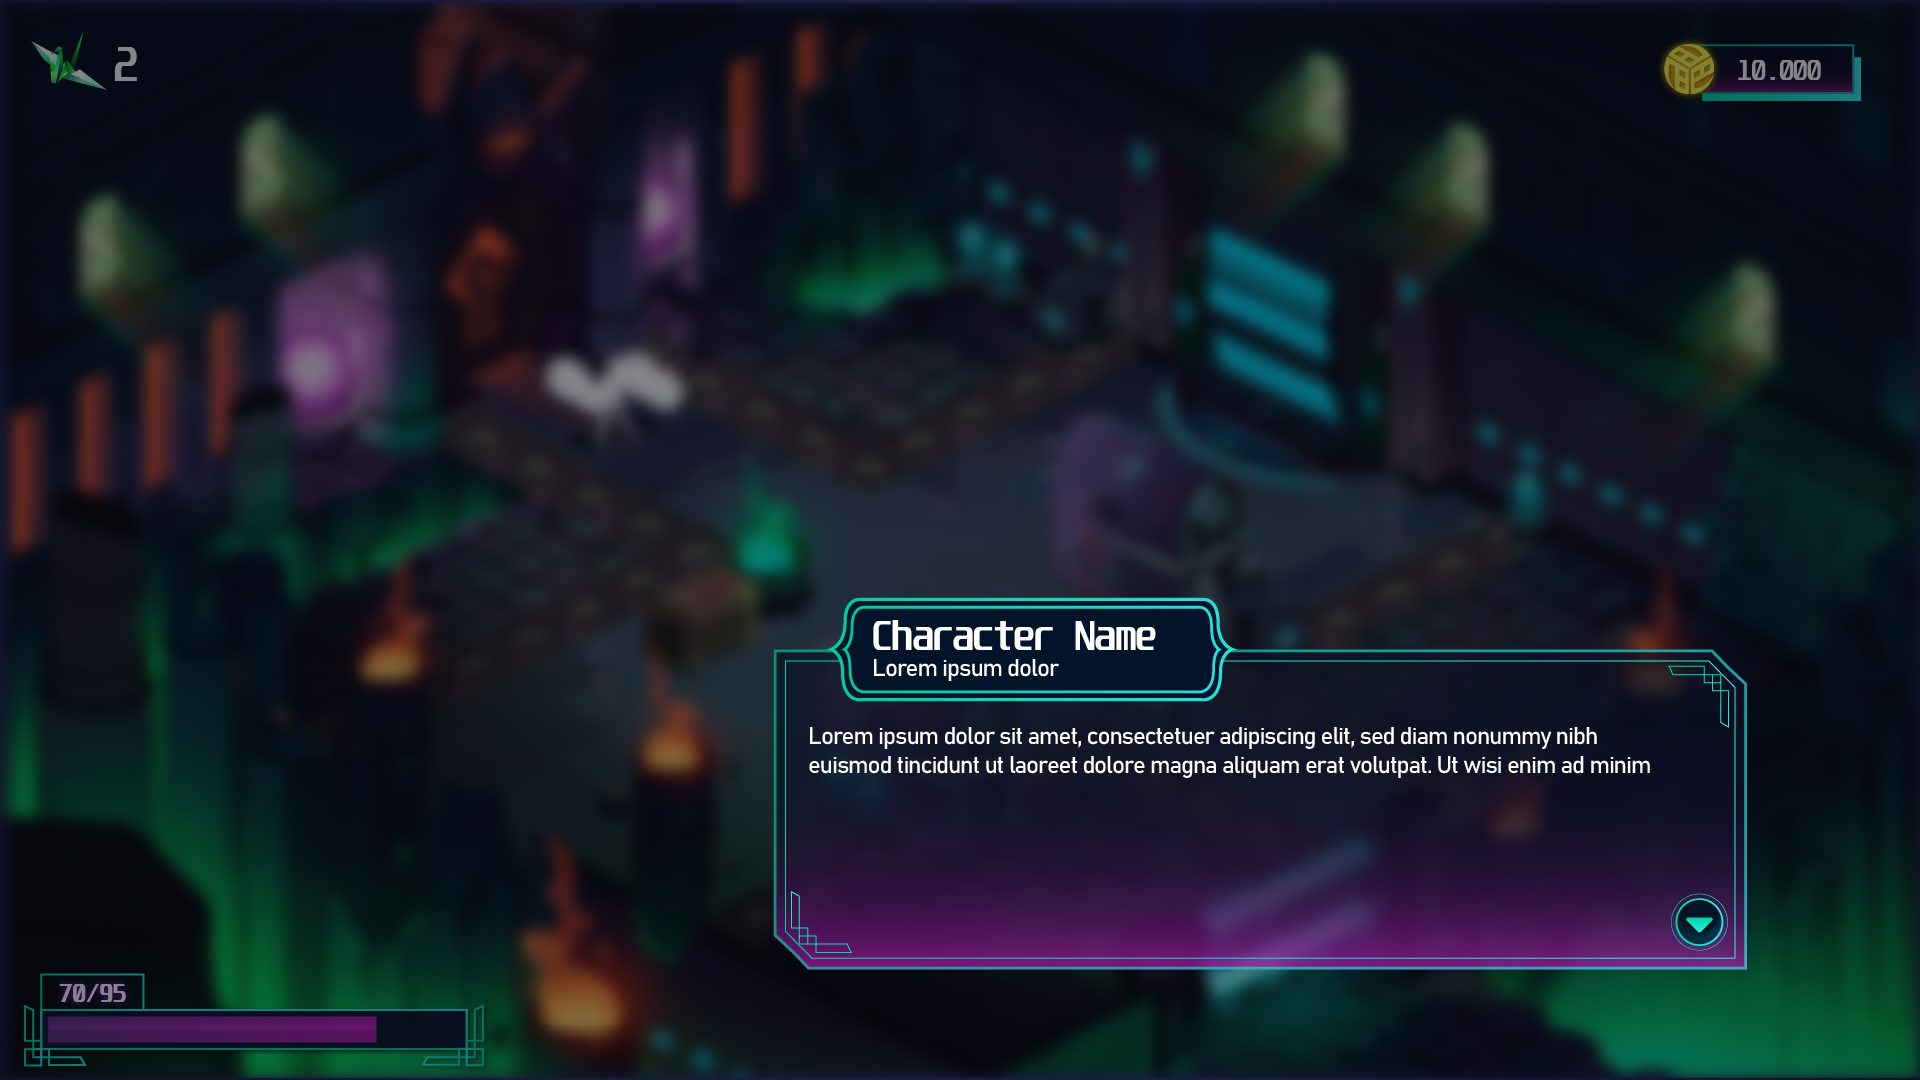 2
10.000
Character Name
Lorem ipsum dolor
Lorem ipsum dolor sit amet, consectetuer adipiscing elit, sed diam nonummy nibh
euismod tincidunt ut laoreet dolore magna aliquam erat volutpat. Ut wisi enim ad minim
70/95